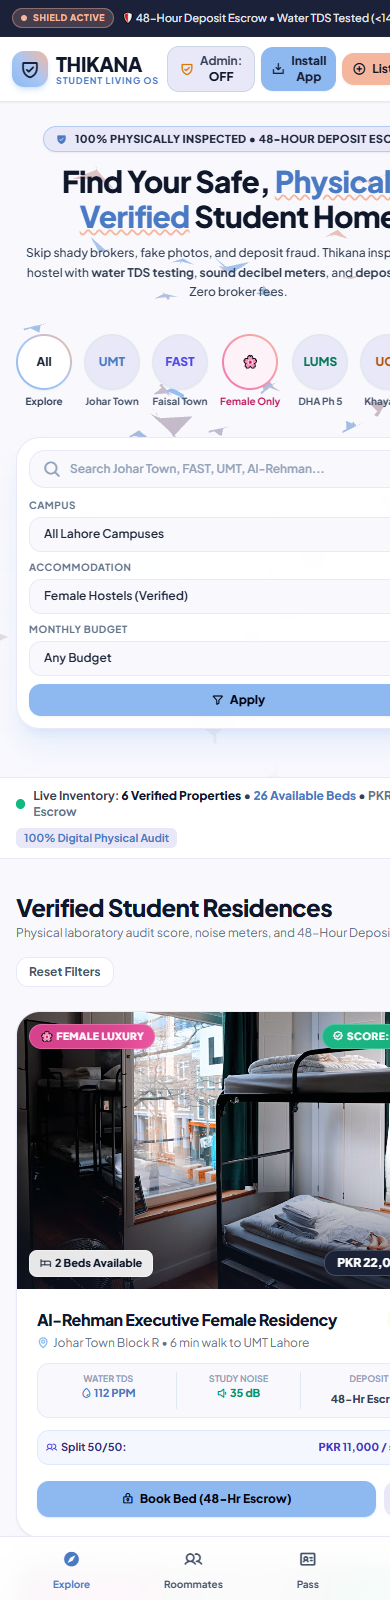 SHIELD ACTIVE 48-Hour Deposit Escrow • Water TDS Tested (<14
THIKANA
STUDENT LIVING OS
Admin: OFF
Install App
List
100% PHYSICALLY INSPECTED • 48-HOUR DEPOSIT ESC
Find Your Safe, Physical
Verified Student Home
Skip shady brokers, fake photos, and deposit fraud. Thikana insp
hostel with water TDS testing, sound decibel meters, and depos
Zero broker fees.
All UMT FAST LUMS UC
Explore Johar Town Faisal Town Female Only DHA Ph 5 Khaya
Search Johar Town, FAST, UMT, Al-Rehman...
CAMPUS
All Lahore Campuses
ACCOMMODATION
Female Hostels (Verified)
MONTHLY BUDGET
Any Budget
Apply
Live Inventory: 6 Verified Properties • 26 Available Beds • PKR
Escrow
100% Digital Physical Audit
Verified Student Residences
Physical laboratory audit score, noise meters, and 48-Hour Deposi
Reset Filters
FEMALE LUXURY
SCORE:
2 Beds Available
PKR 22,0
Al-Rehman Executive Female Residency
Johar Town Block R • 6 min walk to UMT Lahore
WATER TDS STUDY NOISE DEPOSIT
112 PPM 35 dB 48-Hr Escr
Split 50/50: PKR 11,000 /
Book Bed (48-Hr Escrow)
Explore Roommates Pass